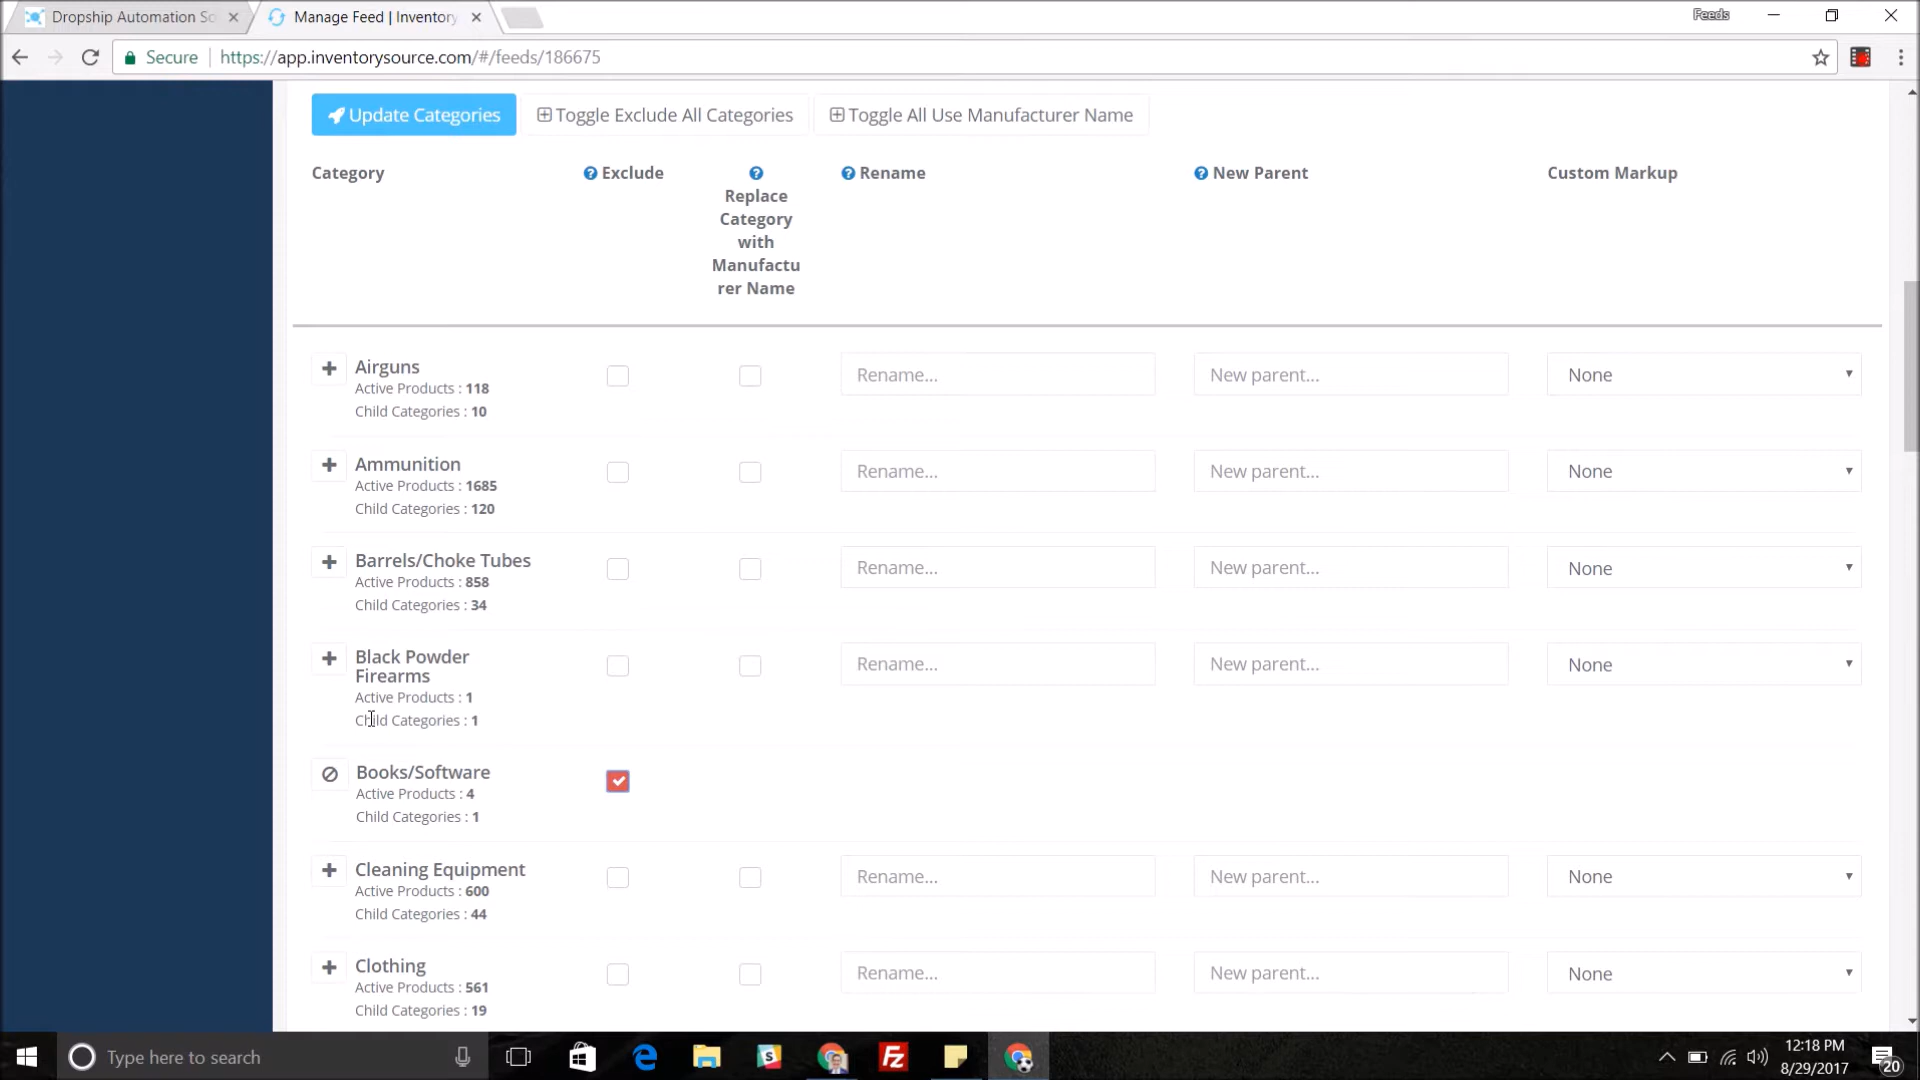 Dropship Automation So
Manage Feed | Inventory
Feeds
Secure https://app.inventorysource.com/#/feeds/186675
Update Categories Toggle Exclude All Categories Toggle All Use Manufacturer Name
Category Exclude Replace Category with Manufacturer Name Rename New Parent Custom Markup
Airguns
Active Products : 118
Child Categories : 10
Rename... New parent... None
Ammunition
Active Products : 1685
Child Categories : 120
Rename... New parent... None
Barrels/Choke Tubes
Active Products : 858
Child Categories : 34
Rename... New parent... None
Black Powder
Firearms
Active Products : 1
Child Categories : 1
Rename... New parent... None
Books/Software
Active Products : 4
Child Categories : 1
Cleaning Equipment
Active Products : 600
Child Categories : 44
Rename... New parent... None
Clothing
Active Products : 561
Child Categories : 19
Rename... New parent... None
Type here to search
12:18 PM
8/29/2017
20